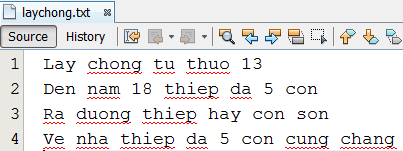 laychong.txt
Source History
1 Lay chong tu thuo 13
2 Den nam 18 thiep da 5 con
3 Ra duong thiep hay con son
4 Ve nha thiep da 5 con cung chang